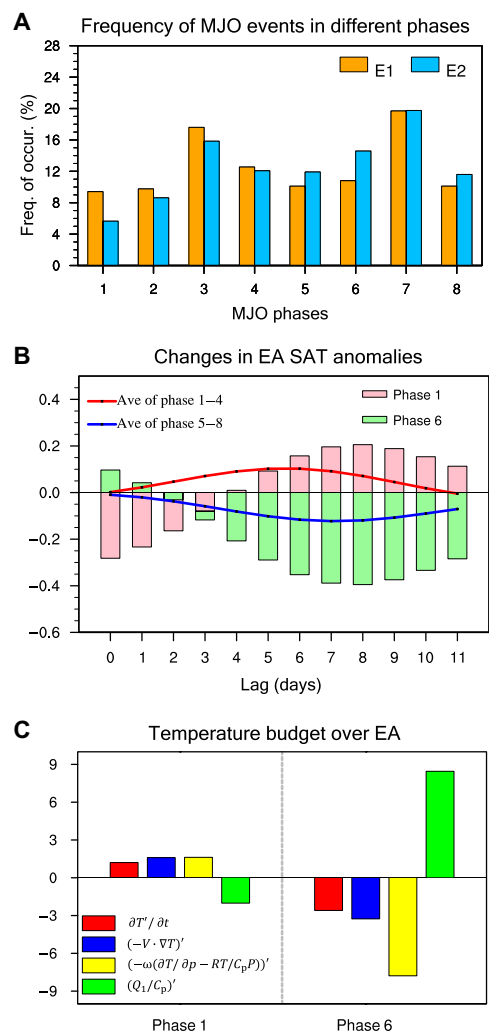 A Frequency of MJO events in different phases
28
24
20
16
12
8
4
0
Freq. of occur. (%)
E1 E2
1 2 3 4 5 6 7 8
MJO phases
B Changes in EA SAT anomalies
0.4
0.2
0.0
−0.2
−0.4
−0.6
Ave of phase 1–4
Ave of phase 5–8
Phase 1
Phase 6
0 1 2 3 4 5 6 7 8 9 10 11
Lag (days)
C Temperature budget over EA
9
6
3
0
−3
−6
−9
∂T′/∂t
(−V · ∇T)′
(−ω(∂T/ ∂p − RT/CpP))′
(Q1/Cp)′
Phase 1 Phase 6